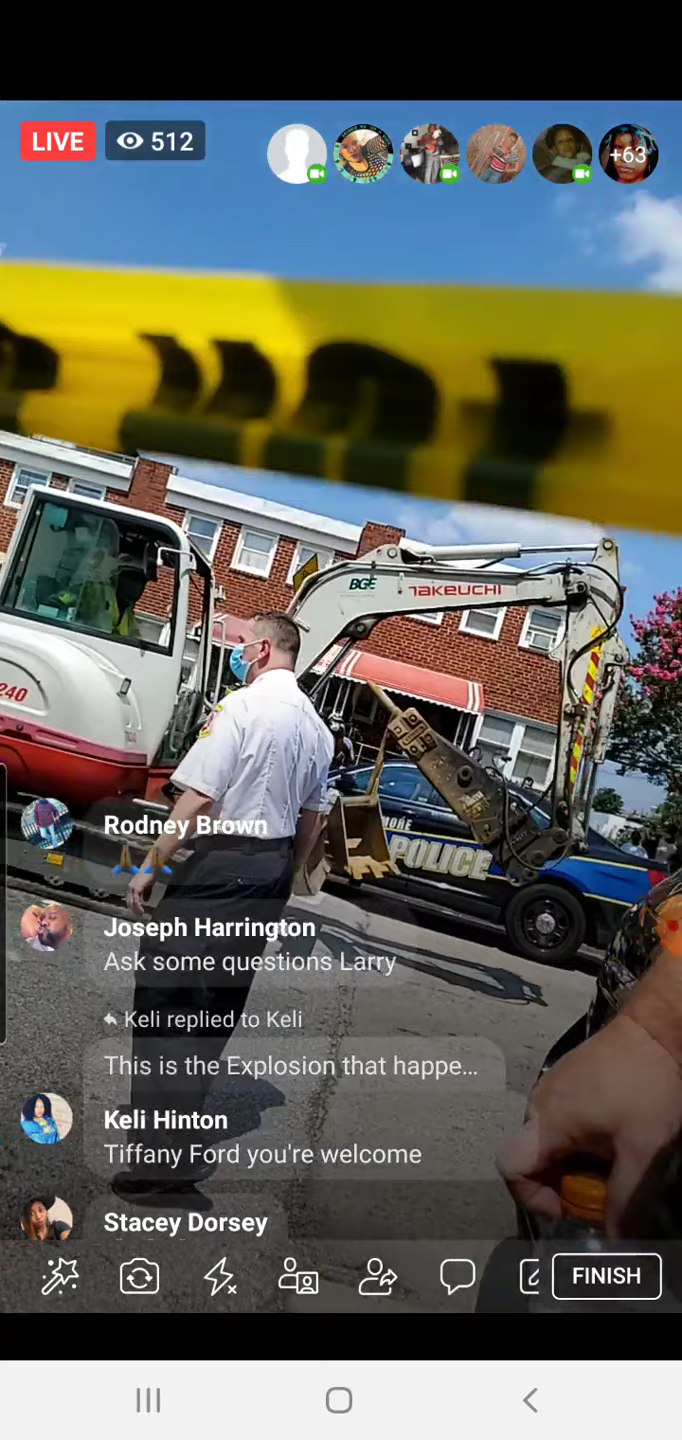 LIVE
512
+63
BGE
TAKEUCHI
240
MORE
POLICE
Rodney Brown
Joseph Harrington
Ask some questions Larry
Keli replied to Keli
This is the Explosion that happe...
Keli Hinton
Tiffany Ford you're welcome
Stacey Dorsey
FINISH